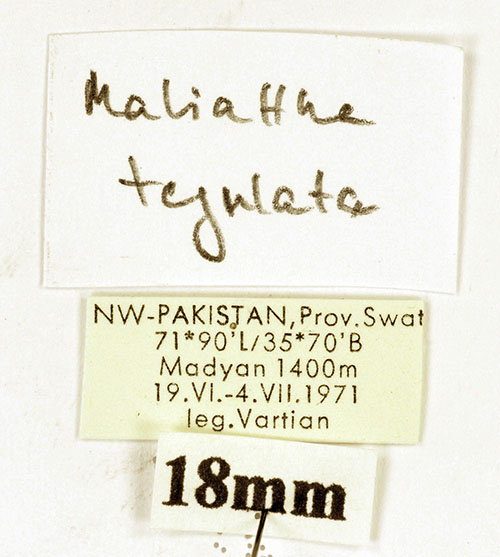 Maliattha
tegulata
NW-PAKISTAN, Prov. Swat
71*90'L/35*70'B
Madyan 1400m
19.VI.-4.VII.1971
leg. Vartian
18mm